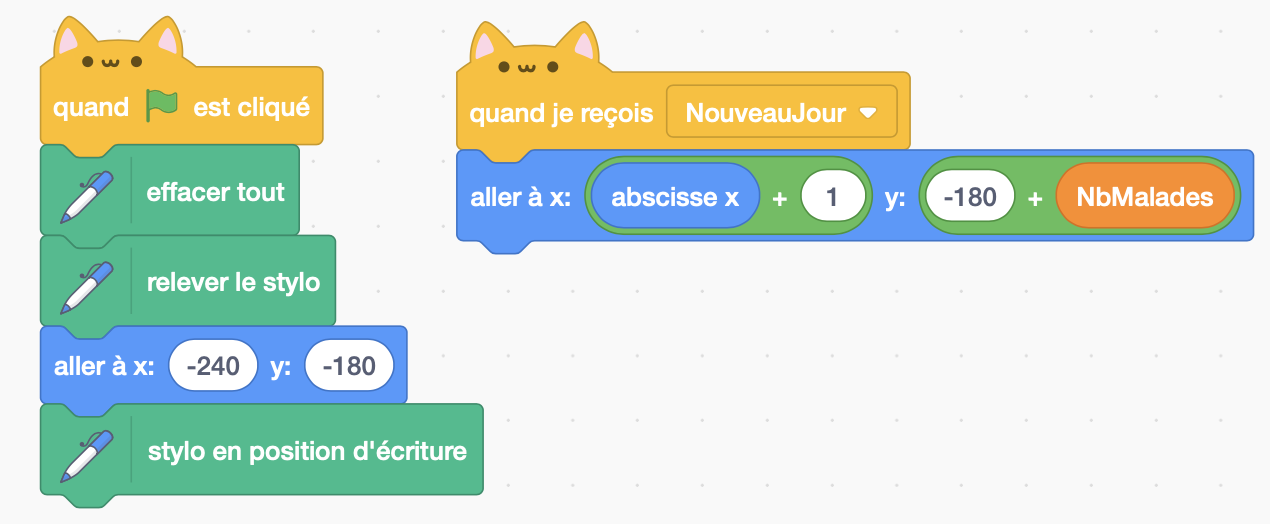 quand est cliqué
effacer tout
relever le stylo
aller à x: -240 y: -180
stylo en position d'écriture
quand je reçois NouveauJour
aller à x: abscisse x + 1 y: -180 + NbMalades